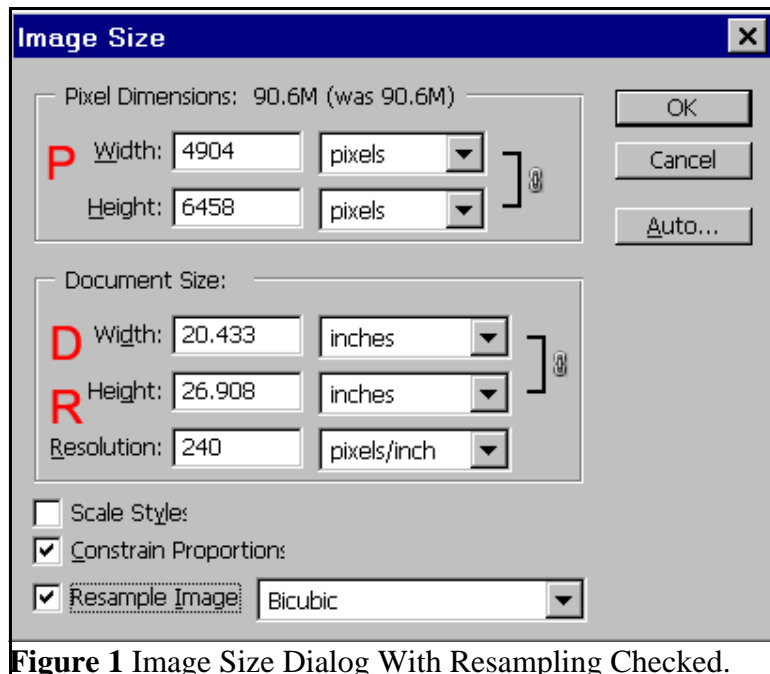 Image Size
Pixel Dimensions: 90.6M (was 90.6M)
OK
P Width: 4904 pixels
Cancel
Height: 6458 pixels
Auto...
Document Size:
D Width: 20.433 inches
R Height: 26.908 inches
Resolution: 240 pixels/inch
Scale Styles
Constrain Proportions
Resample Image Bicubic
Figure 1 Image Size Dialog With Resampling Checked.